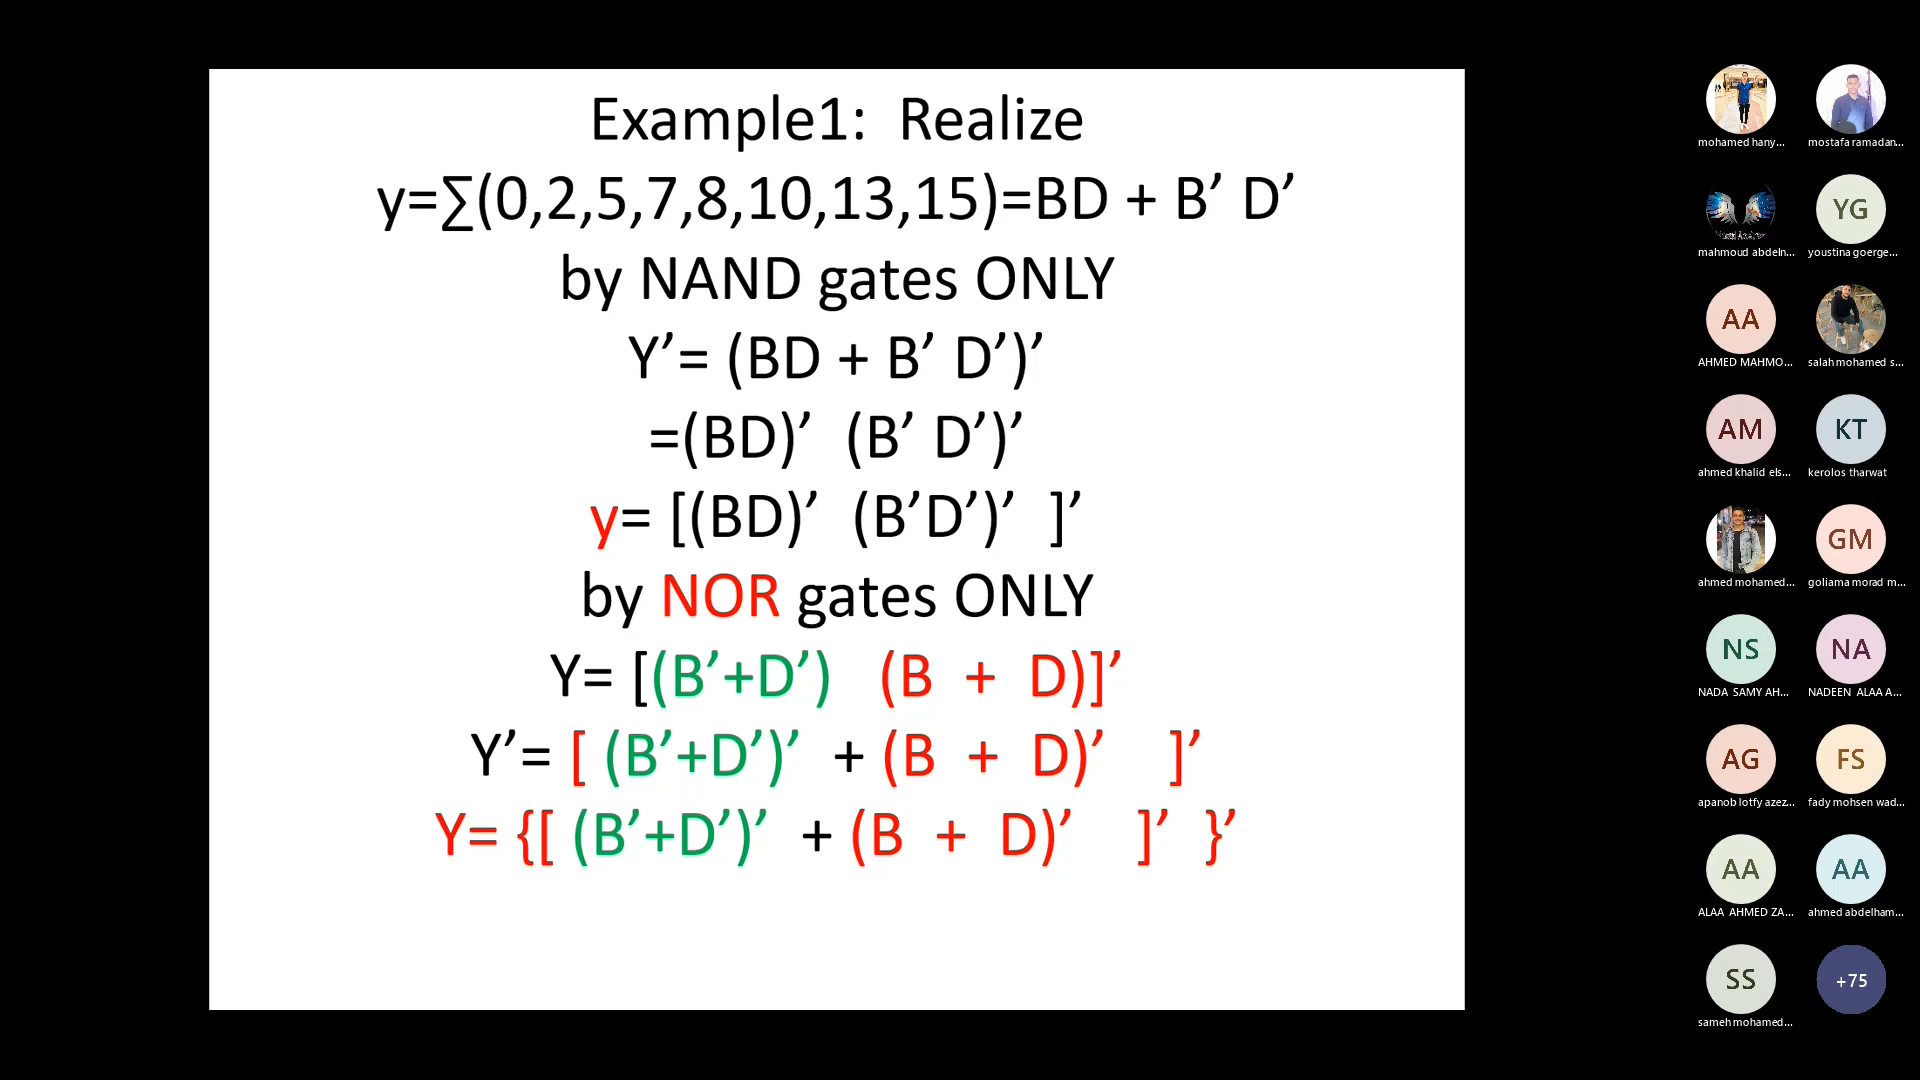 Example1: Realize
y=∑(0,2,5,7,8,10,13,15)=BD + B’ D’
by NAND gates ONLY
Y’= (BD + B’ D’)’
=(BD)’ (B’ D’)’
y= [(BD)’ (B’D’)’ ]’
by NOR gates ONLY
Y= [(B’+D’) (B + D)]’
Y’= [ (B’+D’)’ + (B + D)’ ]’
Y= {[ (B’+D’)’ + (B + D)’ ]’ }’
mohamed hany...
mostafa ramadan...
mahmoud abdeln...
YG
youstina goerge...
AA
AHMED MAHMO...
salah mohamed s...
AM
ahmed khalid els...
KT
kerolos tharwat
ahmed mohamed...
GM
goliama morad m...
NS
NADA SAMY AH...
NA
NADEEN ALAA A...
AG
apanob lotfy azez...
FS
fady mohsen wad...
AA
ALAA AHMED ZA...
AA
ahmed abdelham...
SS
sameh mohamed...
+75